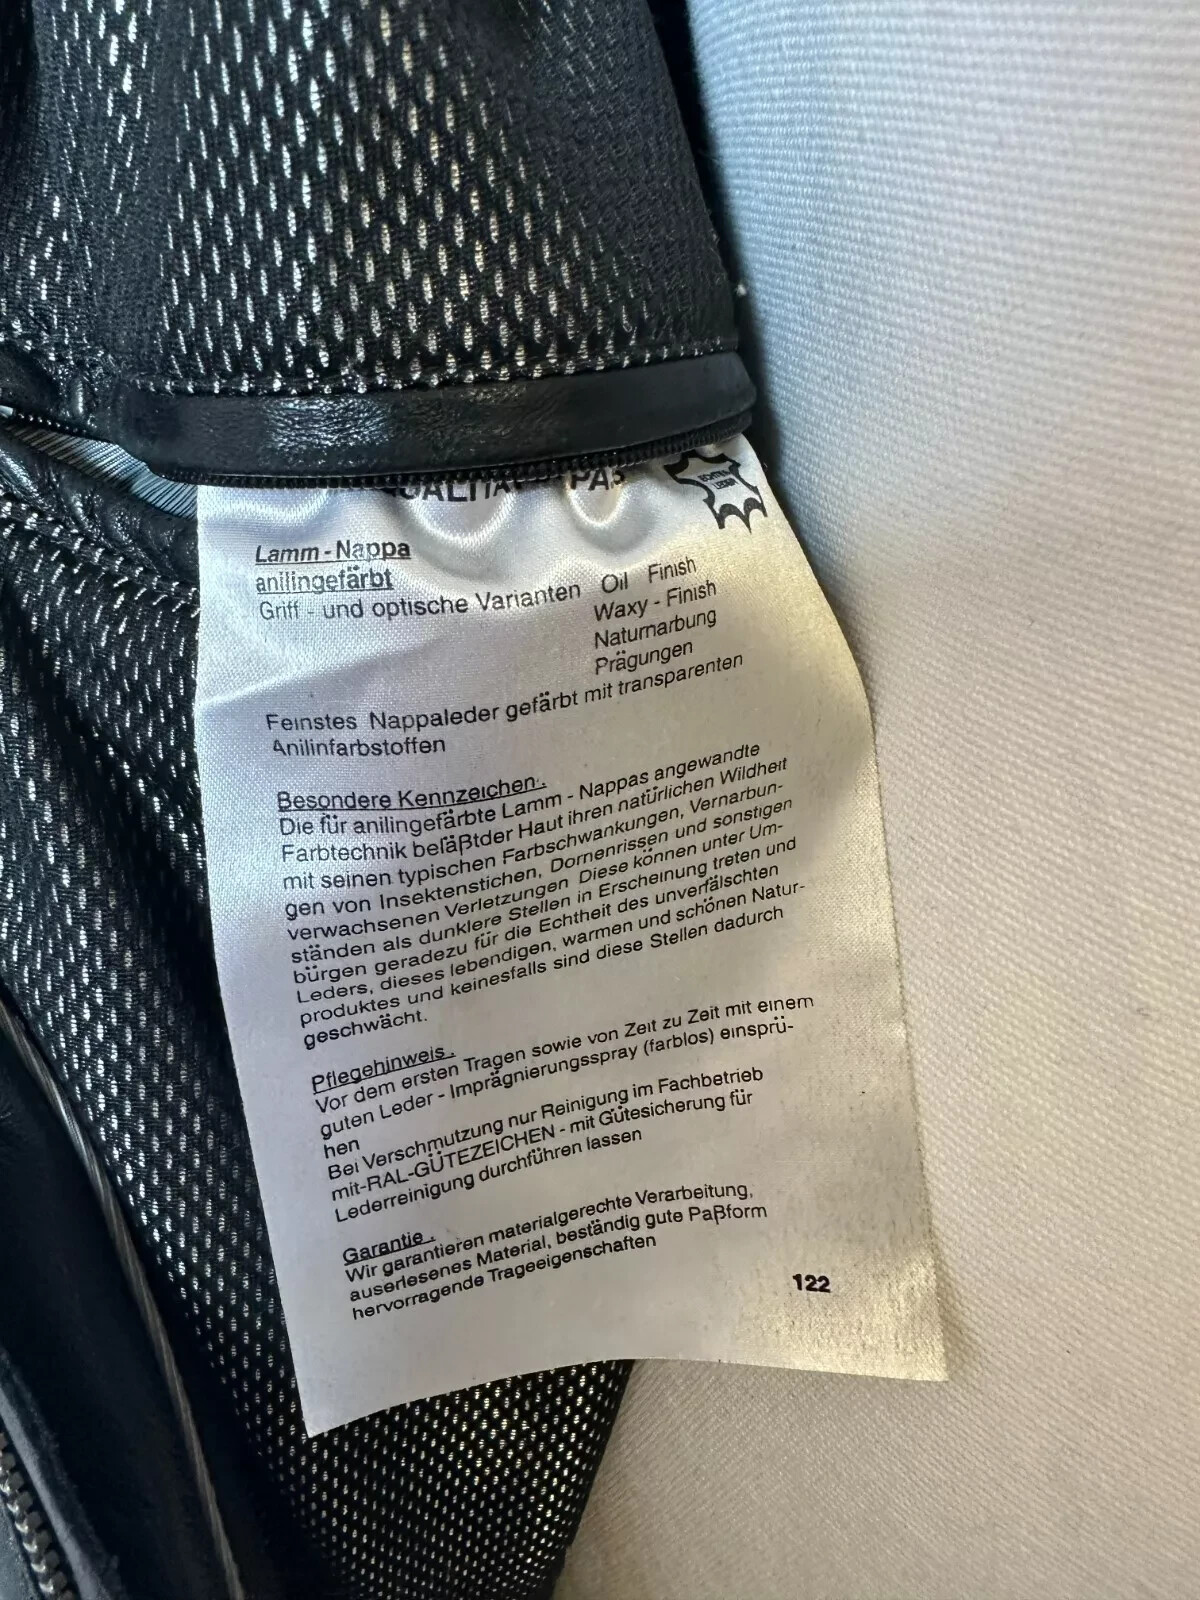 ECHTES
LEDER
Lamm - Nappa
anilingefärbt
Griff - und optische Varianten Oil Finish
Waxy - Finish
Naturnarbung
Prägungen
Feinstes Nappaleder gefärbt mit transparenten
Anilinfarbstoffen
Besondere Kennzeichen:
Die für anilingefärbte Lamm - Nappas angewandte
Farbtechnik beläßtder Haut ihren natürlichen Wildheit
mit seinen typischen Farbschwankungen, Vernarbun-
gen von Insektenstichen, Dornenrissen und sonstigen
verwachsenen Verletzungen Diese können unter Um-
ständen als dunklere Stellen in Erscheinung treten und
bürgen geradezu für die Echtheit des unverfälschten
Leders, dieses lebendigen, warmen und schönen Natur-
produktes und keinesfalls sind diese Stellen dadurch
geschwächt.
Pflegehinweis.
Vor dem ersten Tragen sowie von Zeit zu Zeit mit einem
guten Leder - Imprägnierungsspray (farblos) einsprü-
hen
Bei Verschmutzung nur Reinigung im Fachbetrieb
mit-RAL-GÜTEZEICHEN - mit Gütesicherung für
Lederreinigung durchführen lassen
Garantie.
Wir garantieren materialgerechte Verarbeitung,
auserlesenes Material, beständig gute Paßform
hervorragende Trageeigenschaften
122